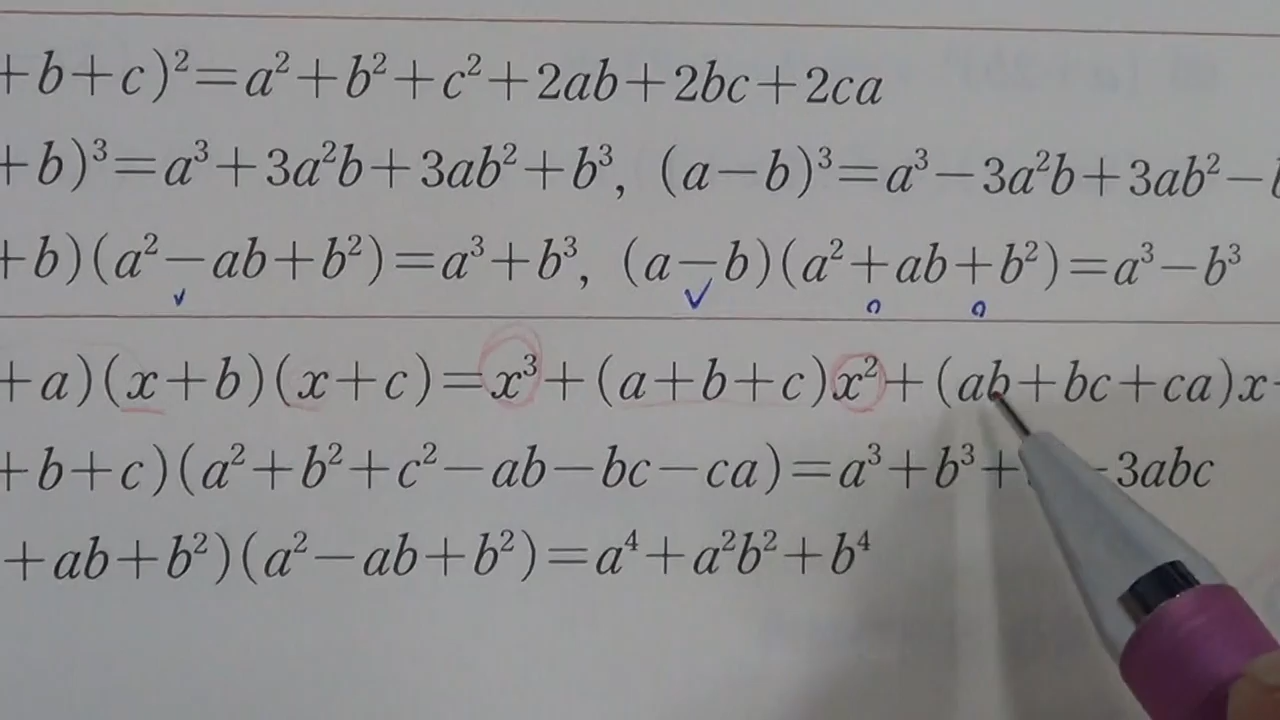 +b+c)²=a²+b²+c²+2ab+2bc+2ca
+b)³=a³+3a²b+3ab²+b³, (a−b)³=a³−3a²b+3ab²−
+b)(a²−ab+b²)=a³+b³, (a−b)(a²+ab+b²)=a³−b³
+a)(x+b)(x+c)=x³+(a+b+c)x²+(ab+bc+ca)x
+b+c)(a²+b²+c²−ab−bc−ca)=a³+b³+ −3abc
+ab+b²)(a²−ab+b²)=a⁴+a²b²+b⁴